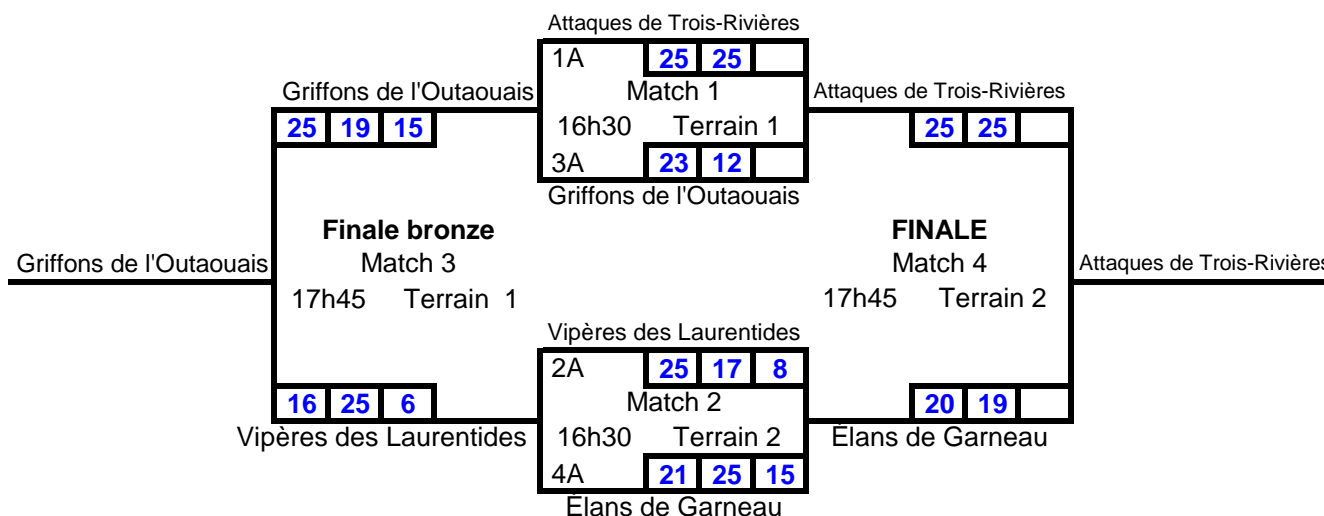 Attaques de Trois-Rivières
1A 25 25
Griffons de l'Outaouais Match 1 Attaques de Trois-Rivières
25 19 15 16h30 Terrain 1 25 25
3A 23 12
Griffons de l'Outaouais
Finale bronze FINALE
Griffons de l'Outaouais Match 3 Match 4 Attaques de Trois-Rivières
17h45 Terrain 1 17h45 Terrain 2
Vipères des Laurentides
2A 25 17 8
16 25 6 Match 2 20 19
Vipères des Laurentides 16h30 Terrain 2 Élans de Garneau
4A 21 25 15
Élans de Garneau